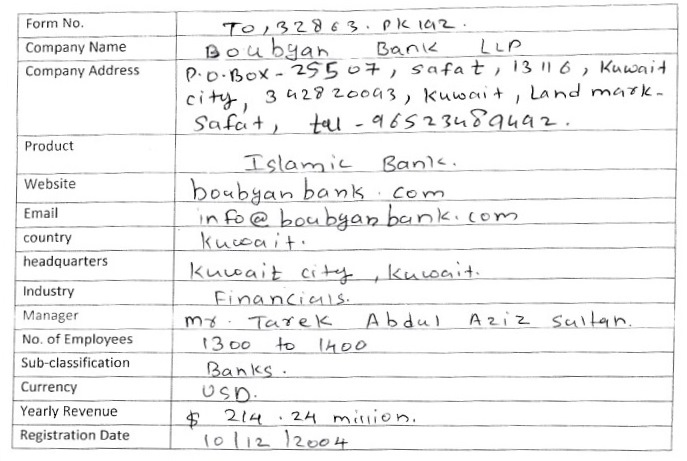 Form No. TO,32863.PK192.
Company Name Boubyan Bank LLP
Company Address P.O.Box-25507, Safat, 13116, Kuwait
city, 342820093, Kuwait, Land mark-
Safat, tel-96523489492.
Product Islamic Bank.
Website boubyanbank.com
Email info@boubyanbank.com
country Kuwait.
headquarters Kuwait city, Kuwait.
Industry Financials.
Manager Mr. Tarek Abdul Aziz Sultan.
No. of Employees 1300 to 1400
Sub-classification Banks.
Currency USD.
Yearly Revenue $ 214.24 million.
Registration Date 10/12/2004